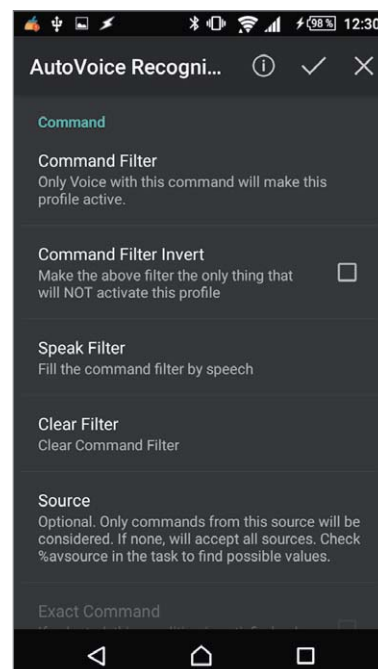 98% 12:30
AutoVoice Recogni...
Command
Command Filter
Only Voice with this command will make this
profile active.
Command Filter Invert
Make the above filter the only thing that
will NOT activate this profile
Speak Filter
Fill the command filter by speech
Clear Filter
Clear Command Filter
Source
Optional. Only commands from this source will be
considered. If none, will accept all sources. Check
%avsource in the task to find possible values.
Exact Command